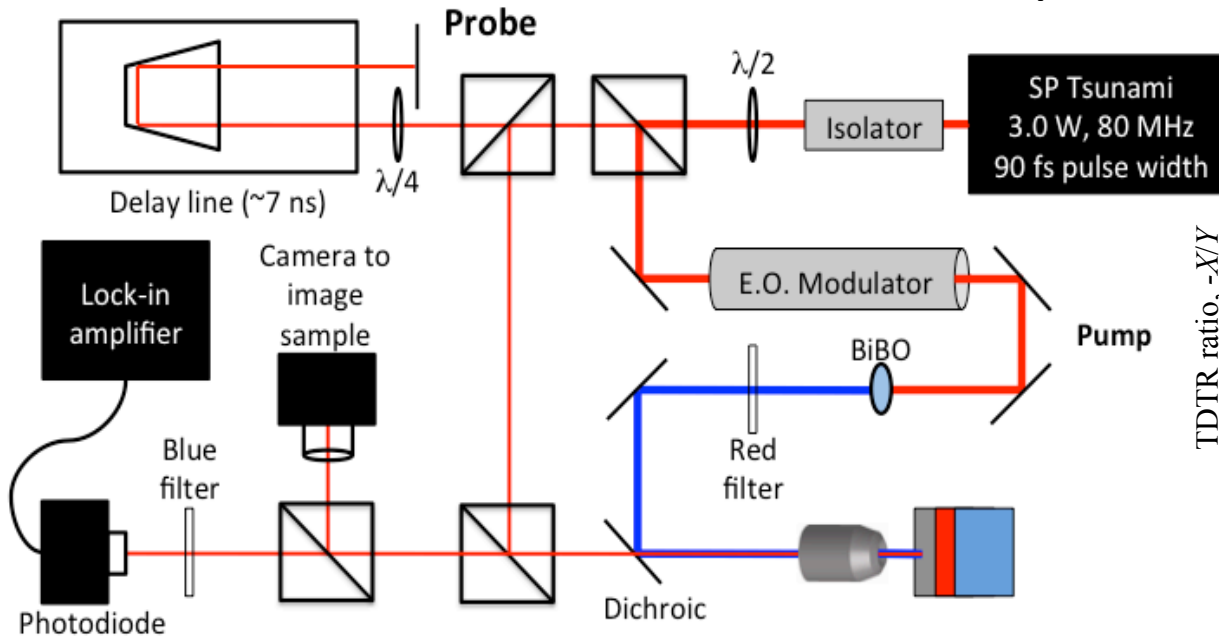 Probe
λ/2
SP Tsunami
3.0 W, 80 MHz
90 fs pulse width
Isolator
λ/4
Delay line (~7 ns)
Camera to
image
sample
Lock-in
amplifier
E.O. Modulator
Pump
BiBO
TDTR ratio, -X/Y
Blue
filter
Red
filter
Photodiode
Dichroic